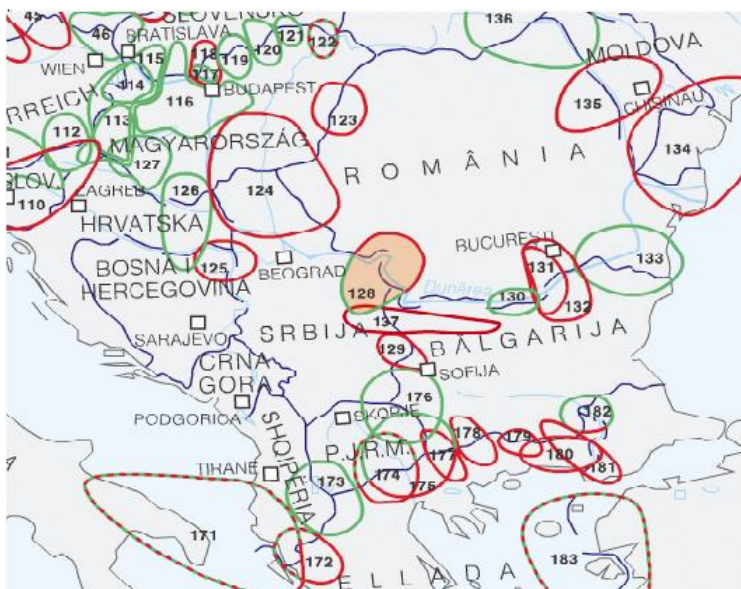 SLOVENSKO
45
46
BRATISLAVA
136
121
122
120
118
119
115
117
MOLDOVA
WIEN
114
116
BUDAPEST
135
CHISINAU
113
123
112
MAGYARORSZÁG
134
127
ROMÂNIA
SLOV.
126
124
110
ZAGREB
HRVATSKA
BUCURESTI
133
131
BOSNA I
125
BEOGRAD
HERCEGOVINA
128
Dunărea
130
132
137
SRBIJA
BÂLGARIJA
SARAJEVO
129
CRNA
GORA
SOFIJA
176
182
PODGORICA
SKOPJE
SHQIPERIA
P.J.R.M.
178
179
177
180
TIRANE
173
174
175
181
171
172
183
ELLADA